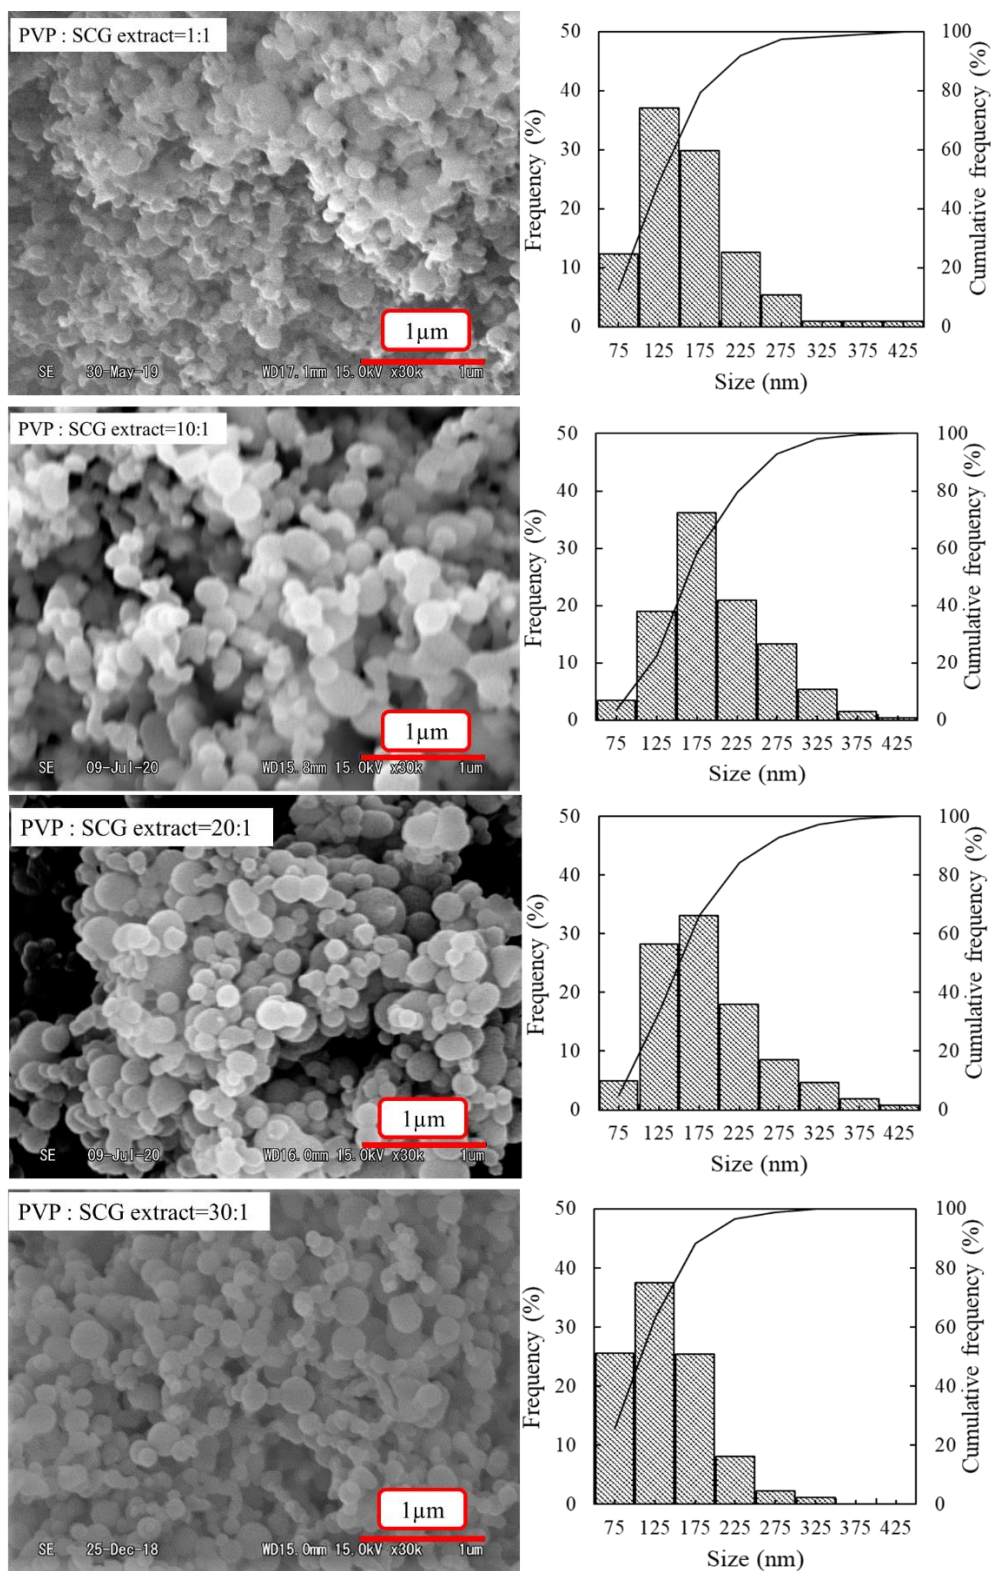 PVP : SCG extract=1:1
1µm
SE 30-May-19 WD17.1mm 15.0kV x30k 1um
50 100
40 80
30 60
20 40
10 20
0 0
75 125 175 225 275 325 375 425
Size (nm)
Frequency (%)
Cumulative frequency (%)
PVP : SCG extract=10:1
1µm
SE 09-Jul-20 WD15.8mm 15.0kV x30k 1um
50 100
40 80
30 60
20 40
10 20
0 0
75 125 175 225 275 325 375 425
Size (nm)
Frequency (%)
Cumulative frequency (%)
PVP : SCG extract=20:1
1µm
SE 09-Jul-20 WD16.0mm 15.0kV x30k 1um
50 100
40 80
30 60
20 40
10 20
0 0
75 125 175 225 275 325 375 425
Size (nm)
Frequency (%)
Cumulative frequency (%)
PVP : SCG extract=30:1
1µm
SE 25-Dec-18 WD15.0mm 15.0kV x30k 1um
50 100
40 80
30 60
20 40
10 20
0 0
75 125 175 225 275 325 375 425
Size (nm)
Frequency (%)
Cumulative frequency (%)